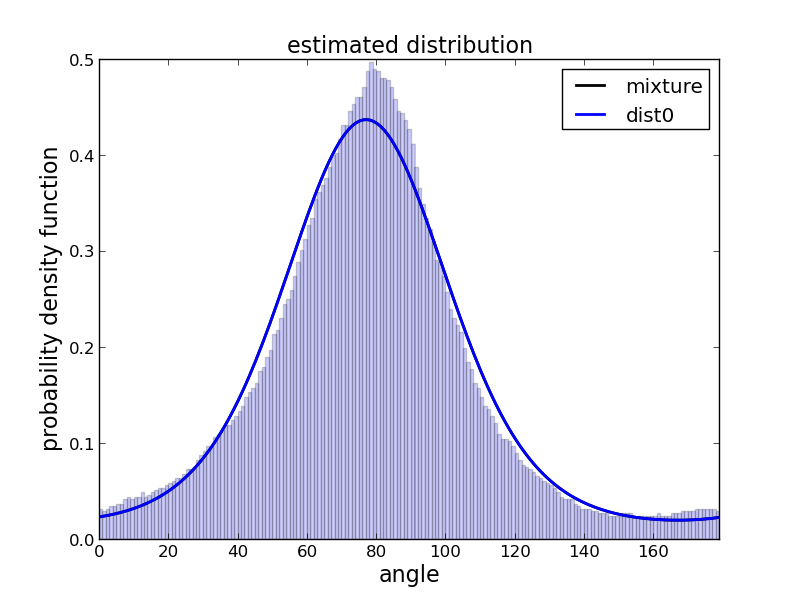 estimated distribution
mixture
dist0
probability density function
0.5
0.4
0.3
0.2
0.1
0.0
0 20 40 60 80 100 120 140 160
angle